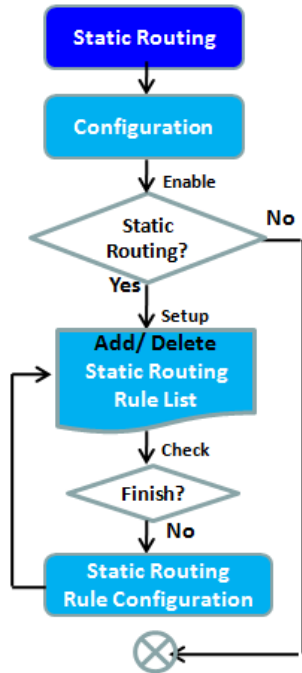 Static Routing
Configuration
Enable
Static
Routing?
No
Yes
Setup
Add/ Delete
Static Routing
Rule List
Check
Finish?
No
Static Routing
Rule Configuration